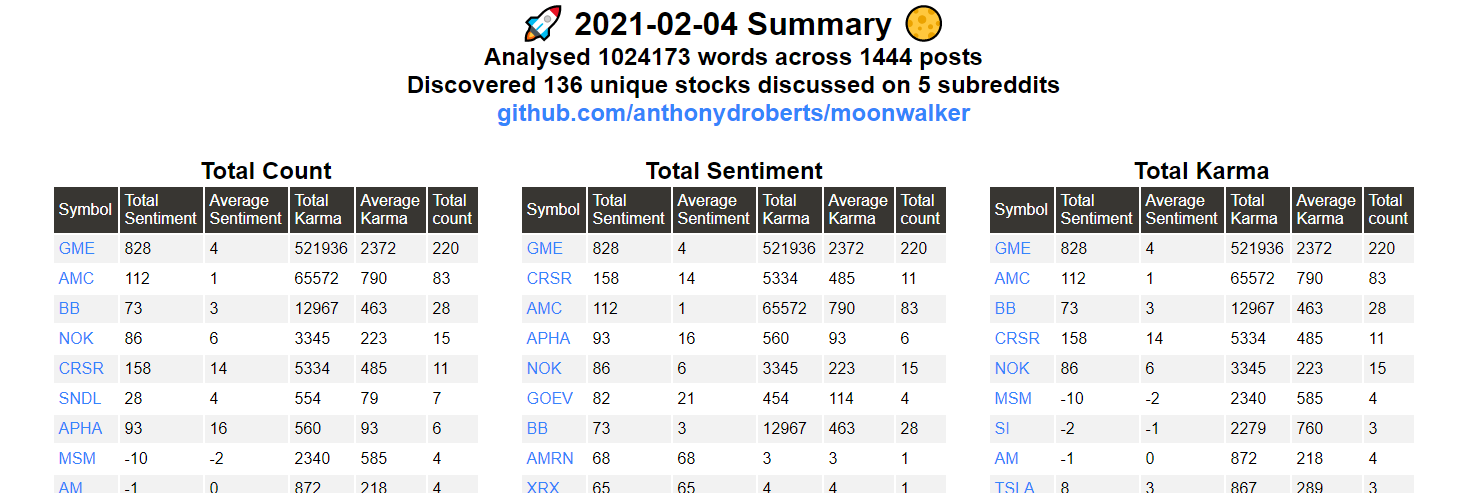 🚀 2021-02-04 Summary 🌕
Analysed 1024173 words across 1444 posts
Discovered 136 unique stocks discussed on 5 subreddits
github.com/anthonydroberts/moonwalker
Total Count
Symbol Total Sentiment Average Sentiment Total Karma Average Karma Total count
GME 828 4 521936 2372 220
AMC 112 1 65572 790 83
BB 73 3 12967 463 28
NOK 86 6 3345 223 15
CRSR 158 14 5334 485 11
SNDL 28 4 554 79 7
APHA 93 16 560 93 6
MSM -10 -2 2340 585 4
AM -1 0 872 218 4
Total Sentiment
Symbol Total Sentiment Average Sentiment Total Karma Average Karma Total count
GME 828 4 521936 2372 220
CRSR 158 14 5334 485 11
AMC 112 1 65572 790 83
APHA 93 16 560 93 6
NOK 86 6 3345 223 15
GOEV 82 21 454 114 4
BB 73 3 12967 463 28
AMRN 68 68 3 3 1
XRX 65 65 4 4 1
Total Karma
Symbol Total Sentiment Average Sentiment Total Karma Average Karma Total count
GME 828 4 521936 2372 220
AMC 112 1 65572 790 83
BB 73 3 12967 463 28
CRSR 158 14 5334 485 11
NOK 86 6 3345 223 15
MSM -10 -2 2340 585 4
SI -2 -1 2279 760 3
AM -1 0 872 218 4
TSLA 8 3 867 289 3